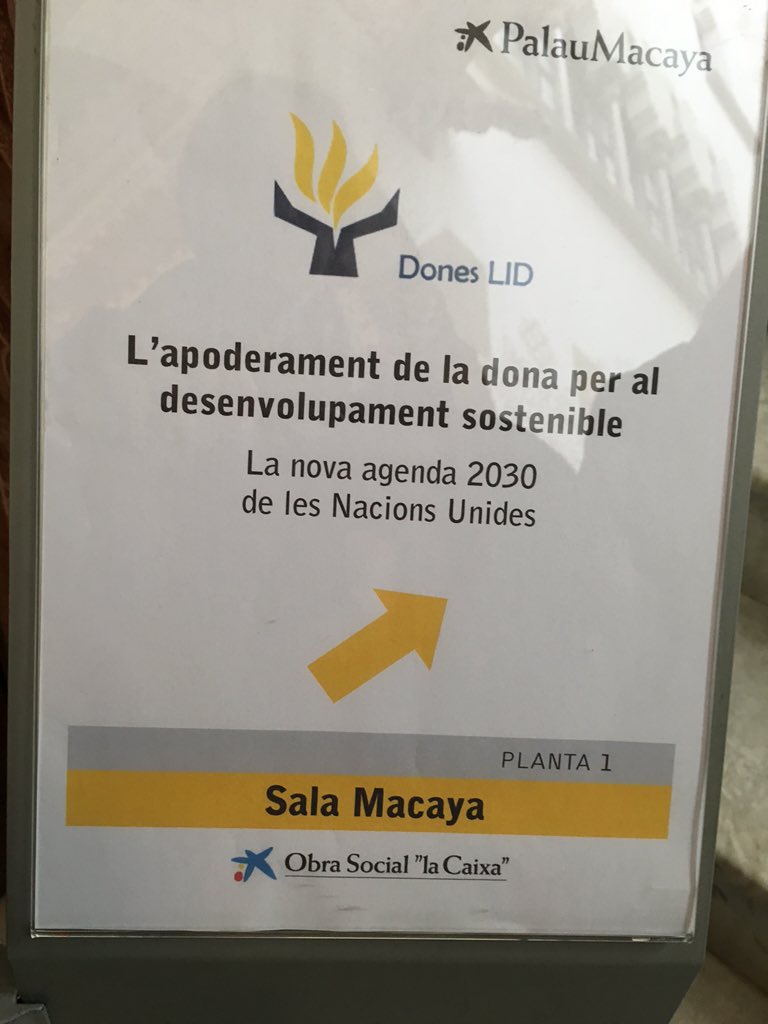 PalauMacaya
Dones LID
L'apoderament de la dona per al
desenvolupament sostenible
La nova agenda 2030
de les Nacions Unides
PLANTA 1
Sala Macaya
Obra Social "la Caixa"